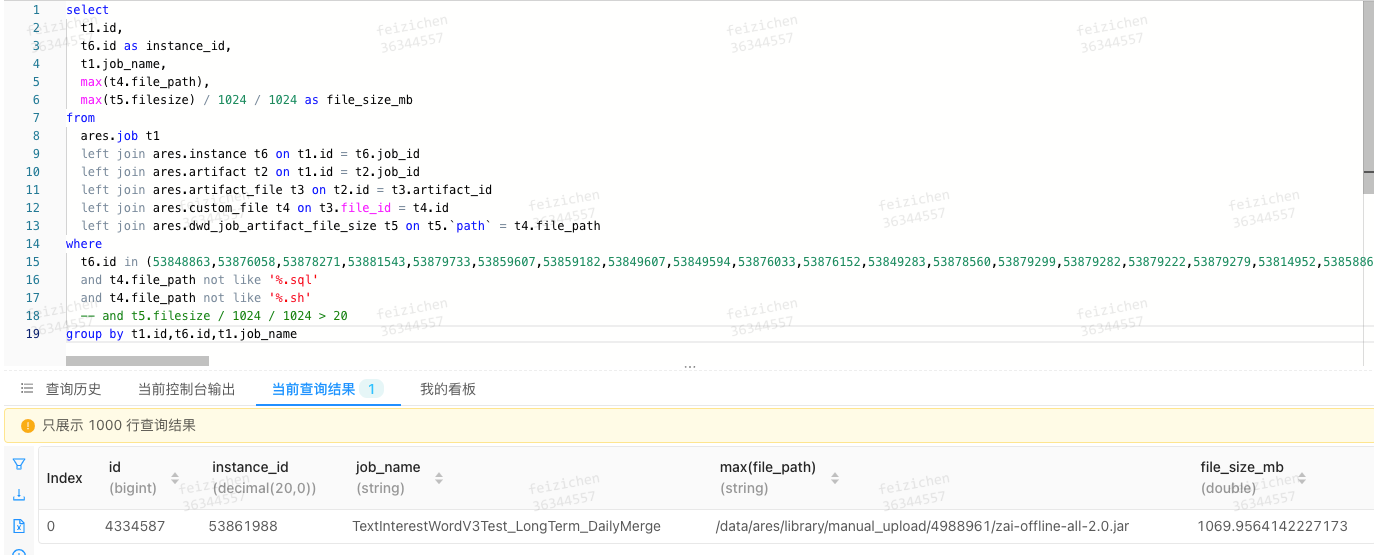 1 select
2 t1.id,
3 t6.id as instance_id,
4 t1.job_name,
5 max(t4.file_path),
6 max(t5.filesize) / 1024 / 1024 as file_size_mb
7 from
8 ares.job t1
9 left join ares.instance t6 on t1.id = t6.job_id
10 left join ares.artifact t2 on t1.id = t2.job_id
11 left join ares.artifact_file t3 on t2.id = t3.artifact_id
12 left join ares.custom_file t4 on t3.file_id = t4.id
13 left join ares.dwd_job_artifact_file_size t5 on t5.`path` = t4.file_path
14 where
15 t6.id in (53848863,53876058,53878271,53881543,53879733,53859607,53859182,53849607,53849594,53876033,53876152,53849283,53878560,53879299,53879282,53879222,53879279,53814952,5385886
16 and t4.file_path not like '%.sql'
17 and t4.file_path not like '%.sh'
18 -- and t5.filesize / 1024 / 1024 > 20
19 group by t1.id,t6.id,t1.job_name
feizichen
36344557
查询历史 当前控制台输出 当前查询结果 1 我的看板
只展示 1000 行查询结果
Index id (bigint) instance_id (decimal(20,0)) job_name (string) max(file_path) (string) file_size_mb (double)
0 4334587 53861988 TextInterestWordV3Test_LongTerm_DailyMerge /data/ares/library/manual_upload/4988961/zai-offline-all-2.0.jar 1069.9564142227173